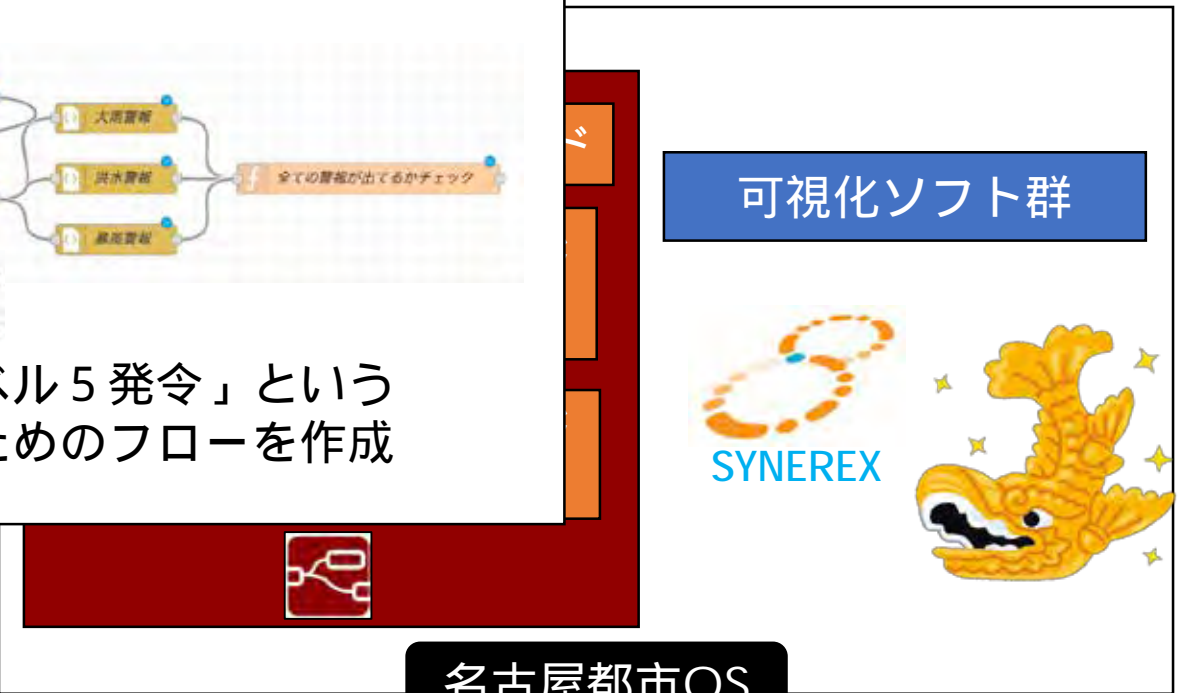 大雨警報
洪水警報
暴風警報
全ての警報が出てるかチェック
ド
可視化ソフト群
ベル5発令」という
ためのフローを作成
SYNEREX
名古屋都市OS